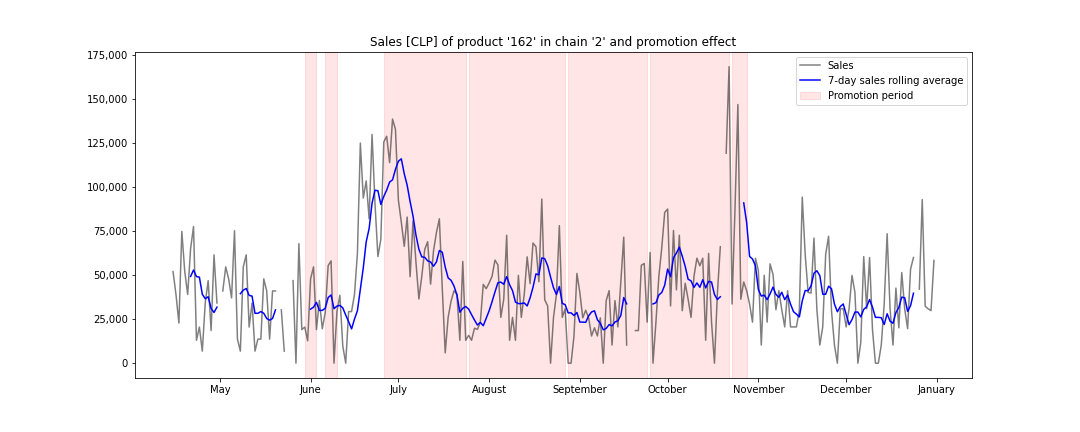 Sales [CLP] of product '162' in chain '2' and promotion effect
175,000
150,000
125,000
100,000
75,000
50,000
25,000
0
Sales
7-day sales rolling average
Promotion period
May June July August September October November December January